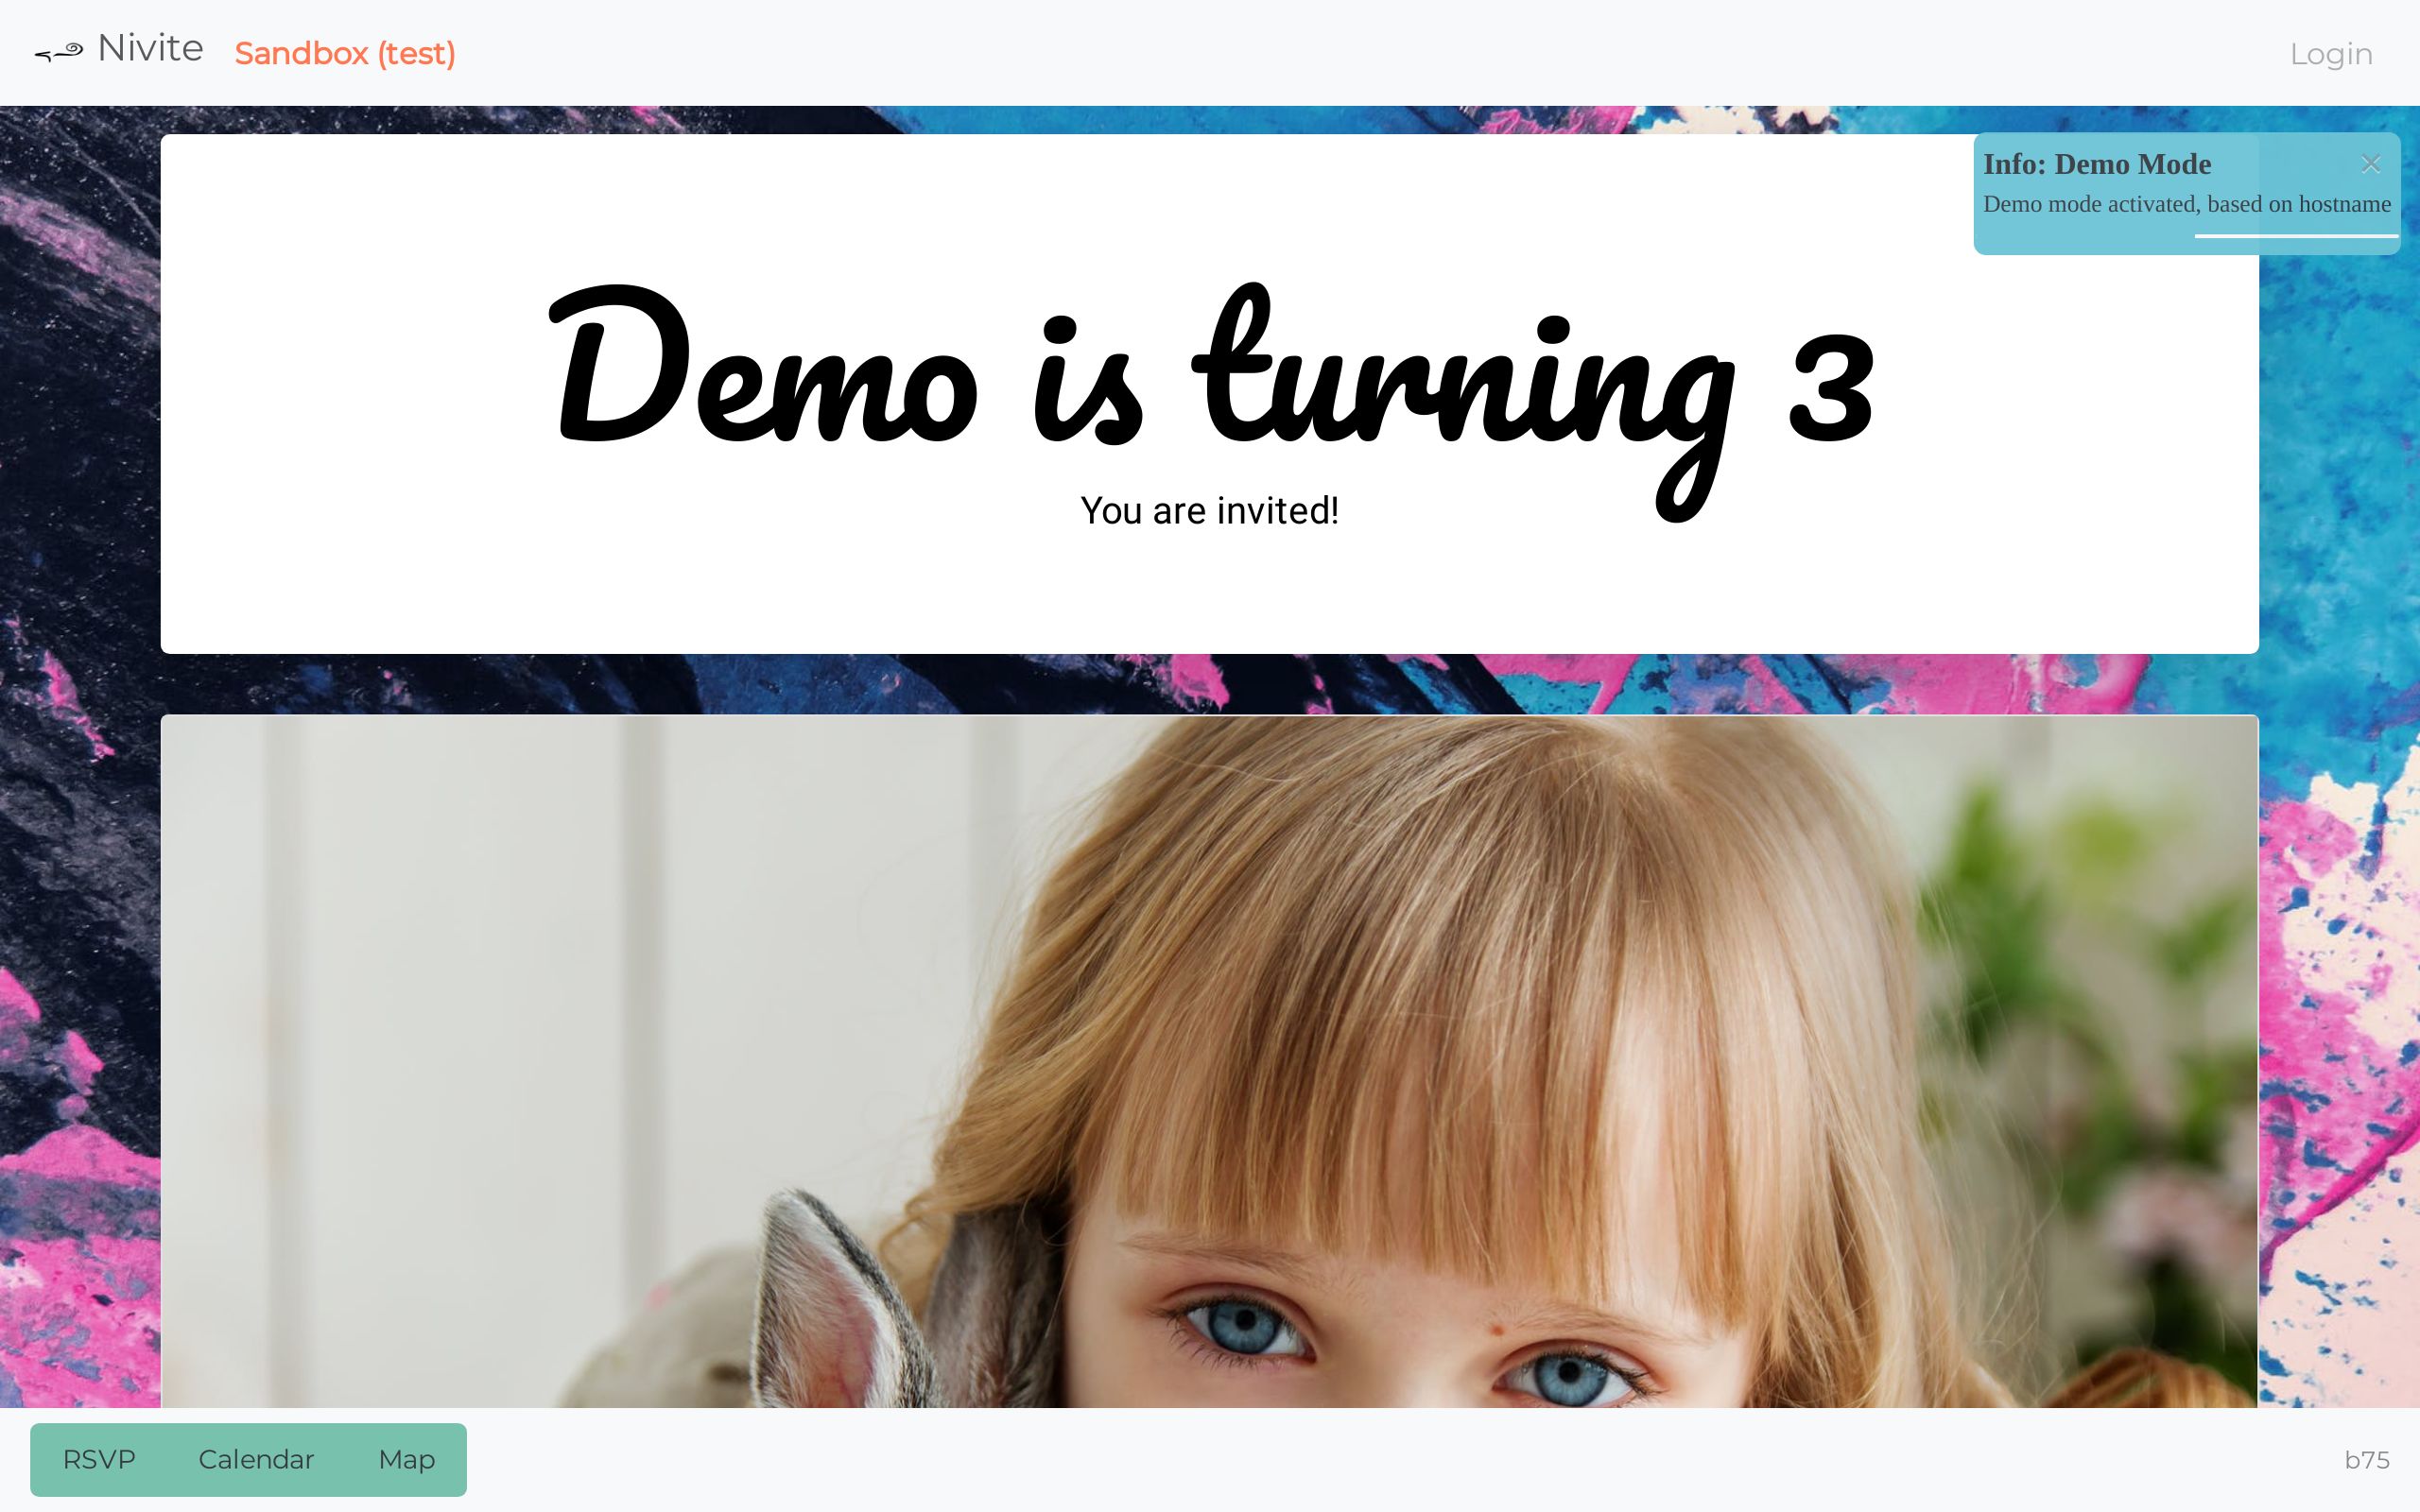 Nivite
Sandbox (test)
Login
Info: Demo Mode
Demo mode activated, based on hostname
Demo is turning 3
You are invited!
RSVP
Calendar
Map
b75